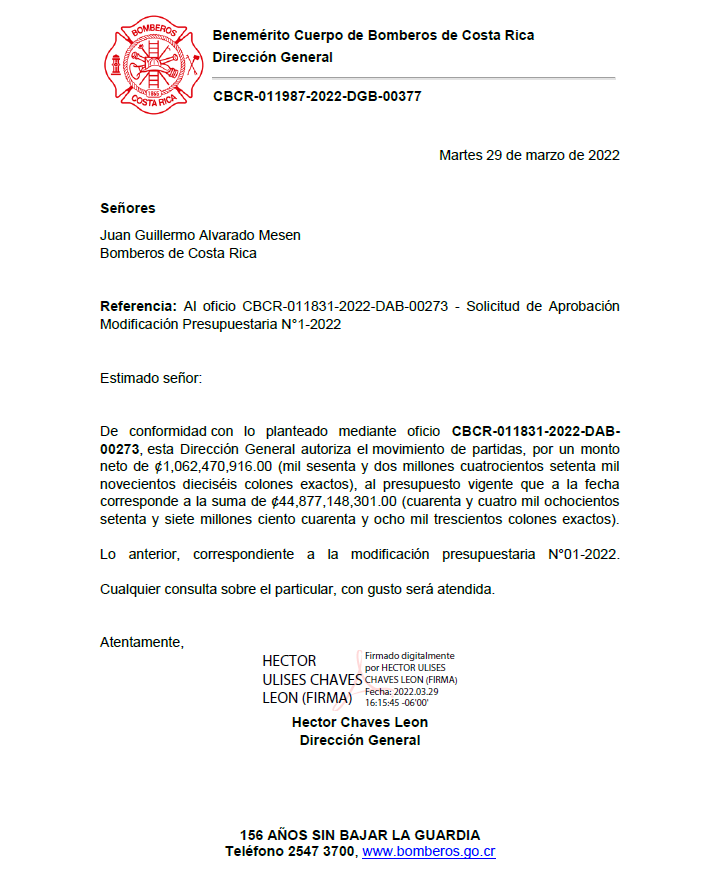 BOMBEROS
1865
COSTA RICA
Benemérito Cuerpo de Bomberos de Costa Rica
Dirección General
CBCR-011987-2022-DGB-00377
Martes 29 de marzo de 2022
Señores
Juan Guillermo Alvarado Mesen
Bomberos de Costa Rica
Referencia: Al oficio CBCR-011831-2022-DAB-00273 - Solicitud de Aprobación
Modificación Presupuestaria N°1-2022
Estimado señor:
De conformidad con lo planteado mediante oficio CBCR-011831-2022-DAB-
00273, esta Dirección General autoriza el movimiento de partidas, por un monto
neto de ¢1,062,470,916.00 (mil sesenta y dos millones cuatrocientos setenta mil
novecientos dieciséis colones exactos), al presupuesto vigente que a la fecha
corresponde a la suma de ¢44,877,148,301.00 (cuarenta y cuatro mil ochocientos
setenta y siete millones ciento cuarenta y ocho mil trescientos colones exactos).
Lo anterior, correspondiente a la modificación presupuestaria N°01-2022.
Cualquier consulta sobre el particular, con gusto será atendida.
Atentamente,
HECTOR
ULISES CHAVES
LEON (FIRMA)
Firmado digitalmente
por HECTOR ULISES
CHAVES LEON (FIRMA)
Fecha: 2022.03.29
16:15:45 -06'00'
Hector Chaves Leon
Dirección General
156 AÑOS SIN BAJAR LA GUARDIA
Teléfono 2547 3700, www.bomberos.go.cr